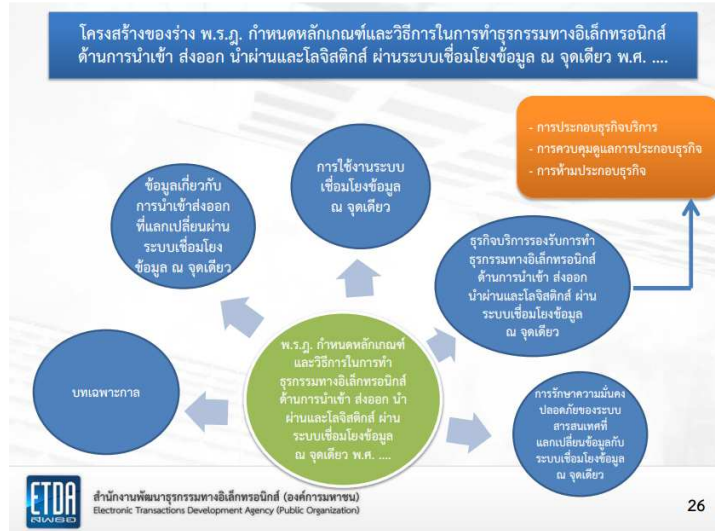 โครงสร้างของร่าง พ.ร.ฎ. กำหนดหลักเกณฑ์และวิธีการในการทำธุรกรรมทางอิเล็กทรอนิกส์
ด้านการนำเข้า ส่งออก นำผ่านและโลจิสติกส์ ผ่านระบบเชื่อมโยงข้อมูล ณ จุดเดียว พ.ศ. ....
- การประกอบธุรกิจบริการ
- การควบคุมดูแลการประกอบธุรกิจ
- การห้ามประกอบธุรกิจ
การใช้งานระบบ
เชื่อมโยงข้อมูล
ณ จุดเดียว
ข้อมูลเกี่ยวกับ
การนำเข้าส่งออก
ที่แลกเปลี่ยนผ่าน
ระบบเชื่อมโยง
ข้อมูล ณ จุดเดียว
ธุรกิจบริการรองรับการทำ
ธุรกรรมทางอิเล็กทรอนิกส์
ด้านการนำเข้า ส่งออก
นำผ่านและโลจิสติกส์ ผ่าน
ระบบเชื่อมโยงข้อมูล
ณ จุดเดียว
พ.ร.ฎ. กำหนดหลักเกณฑ์
และวิธีการในการทำ
ธุรกรรมทางอิเล็กทรอนิกส์
ด้านการนำเข้า ส่งออก นำ
ผ่านและโลจิสติกส์ ผ่าน
ระบบเชื่อมโยงข้อมูล
ณ จุดเดียว พ.ศ. ....
บทเฉพาะกาล
การรักษาความมั่นคง
ปลอดภัยของระบบ
สารสนเทศที่
แลกเปลี่ยนข้อมูลกับ
ระบบเชื่อมโยงข้อมูล
ณ จุดเดียว
ETDA
สพธอ
สำนักงานพัฒนาธุรกรรมทางอิเล็กทรอนิกส์ (องค์การมหาชน)
Electronic Transactions Development Agency (Public Organization)
26